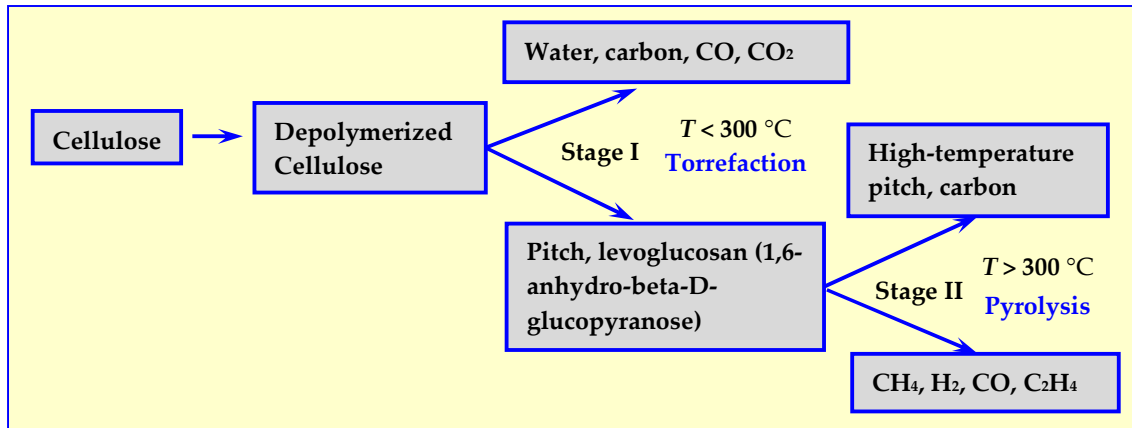 Water, carbon, CO, CO₂
Cellulose
Depolymerized
Cellulose
Stage I
T < 300 °C
Torrefaction
High-temperature
pitch, carbon
Pitch, levoglucosan (1,6-
anhydro-beta-D-
glucopyranose)
Stage II
T > 300 °C
Pyrolysis
CH₄, H₂, CO, C₂H₄